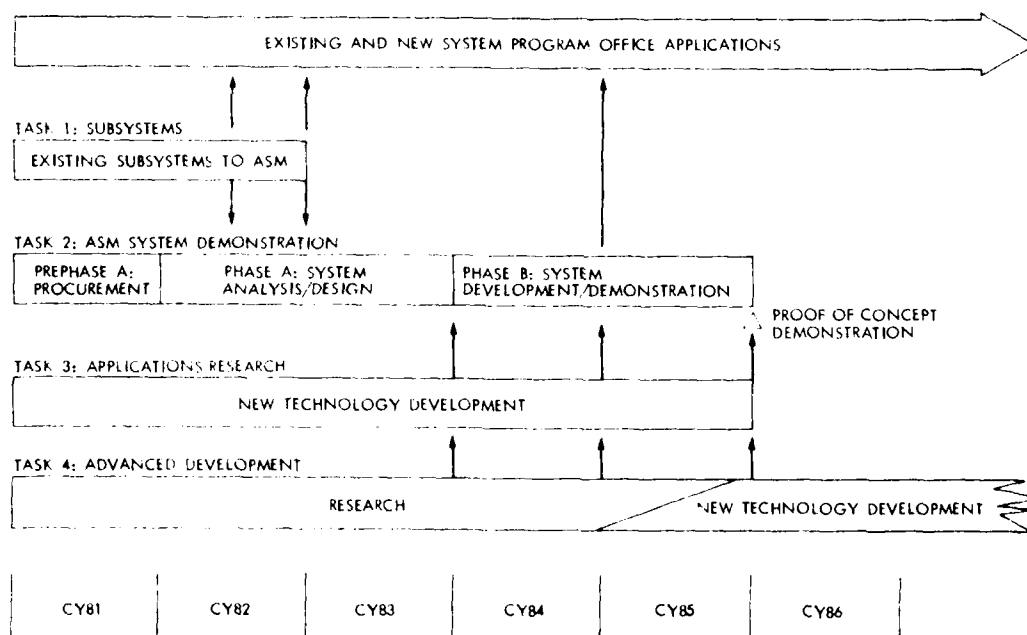 EXISTING AND NEW SYSTEM PROGRAM OFFICE APPLICATIONS
TASK 1: SUBSYSTEMS
EXISTING SUBSYSTEMS TO ASM
TASK 2: ASM SYSTEM DEMONSTRATION
PREPHASE A:
PROCUREMENT
PHASE A: SYSTEM
ANALYSIS/DESIGN
PHASE B: SYSTEM
DEVELOPMENT/DEMONSTRATION
PROOF OF CONCEPT
DEMONSTRATION
TASK 3: APPLICATIONS RESEARCH
NEW TECHNOLOGY DEVELOPMENT
TASK 4: ADVANCED DEVELOPMENT
RESEARCH
NEW TECHNOLOGY DEVELOPMENT
CY81
CY82
CY83
CY84
CY85
CY86